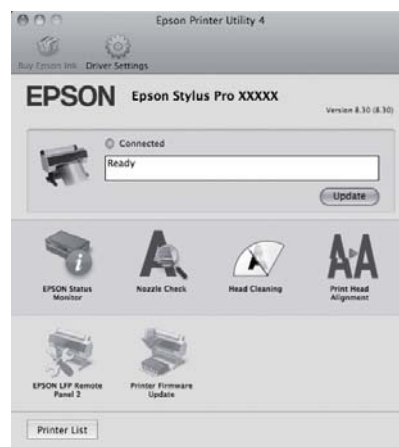 Epson Printer Utility 4
Buy Epson Ink Driver Settings
EPSON Epson Stylus Pro XXXXX
Version 8.30 (8.30)
Connected
Ready
Update
EPSON Status Monitor
Nozzle Check
Head Cleaning
Print Head Alignment
EPSON LFP Remote Panel 2
Printer Firmware Update
Printer List